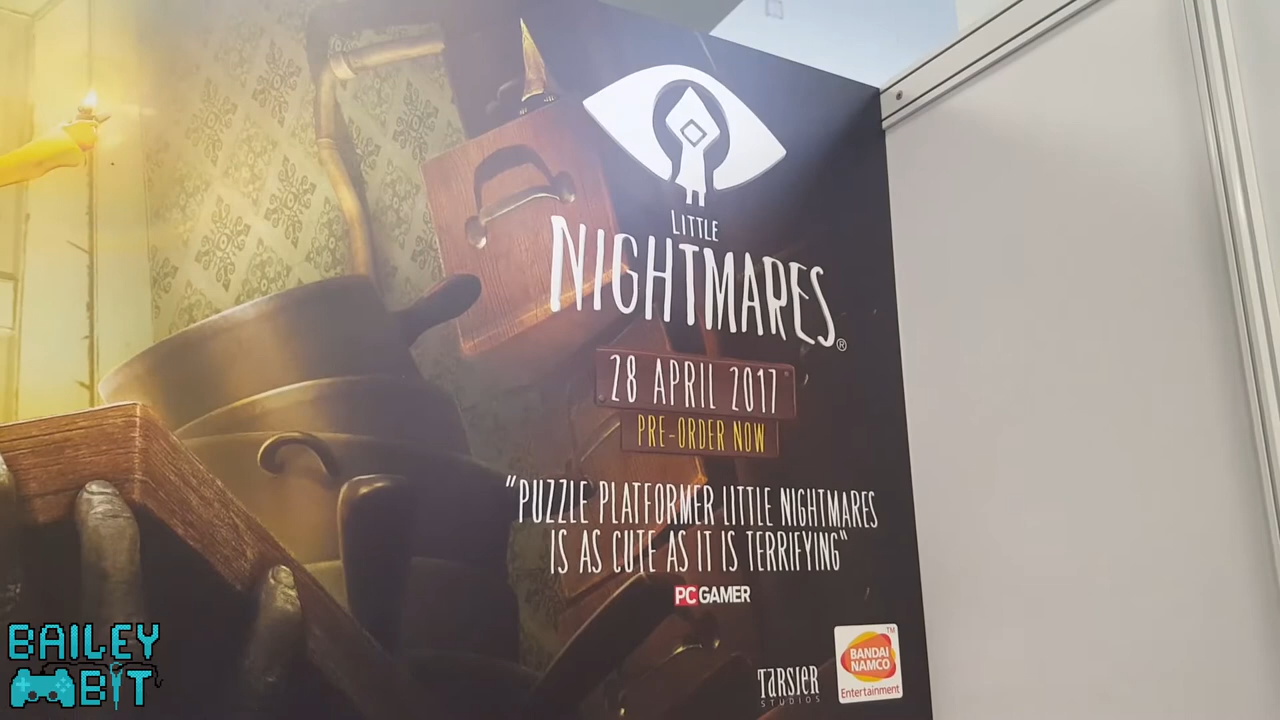 LITTLE
NIGHTMARES®
28 APRIL 2017
PRE-ORDER NOW
"PUZZLE PLATFORMER LITTLE NIGHTMARES
IS AS CUTE AS IT IS TERRIFYING"
PC GAMER
TARSIER
STUDIOS
TM
BANDAI
NAMCO
Entertainment
BAILEY
BIT